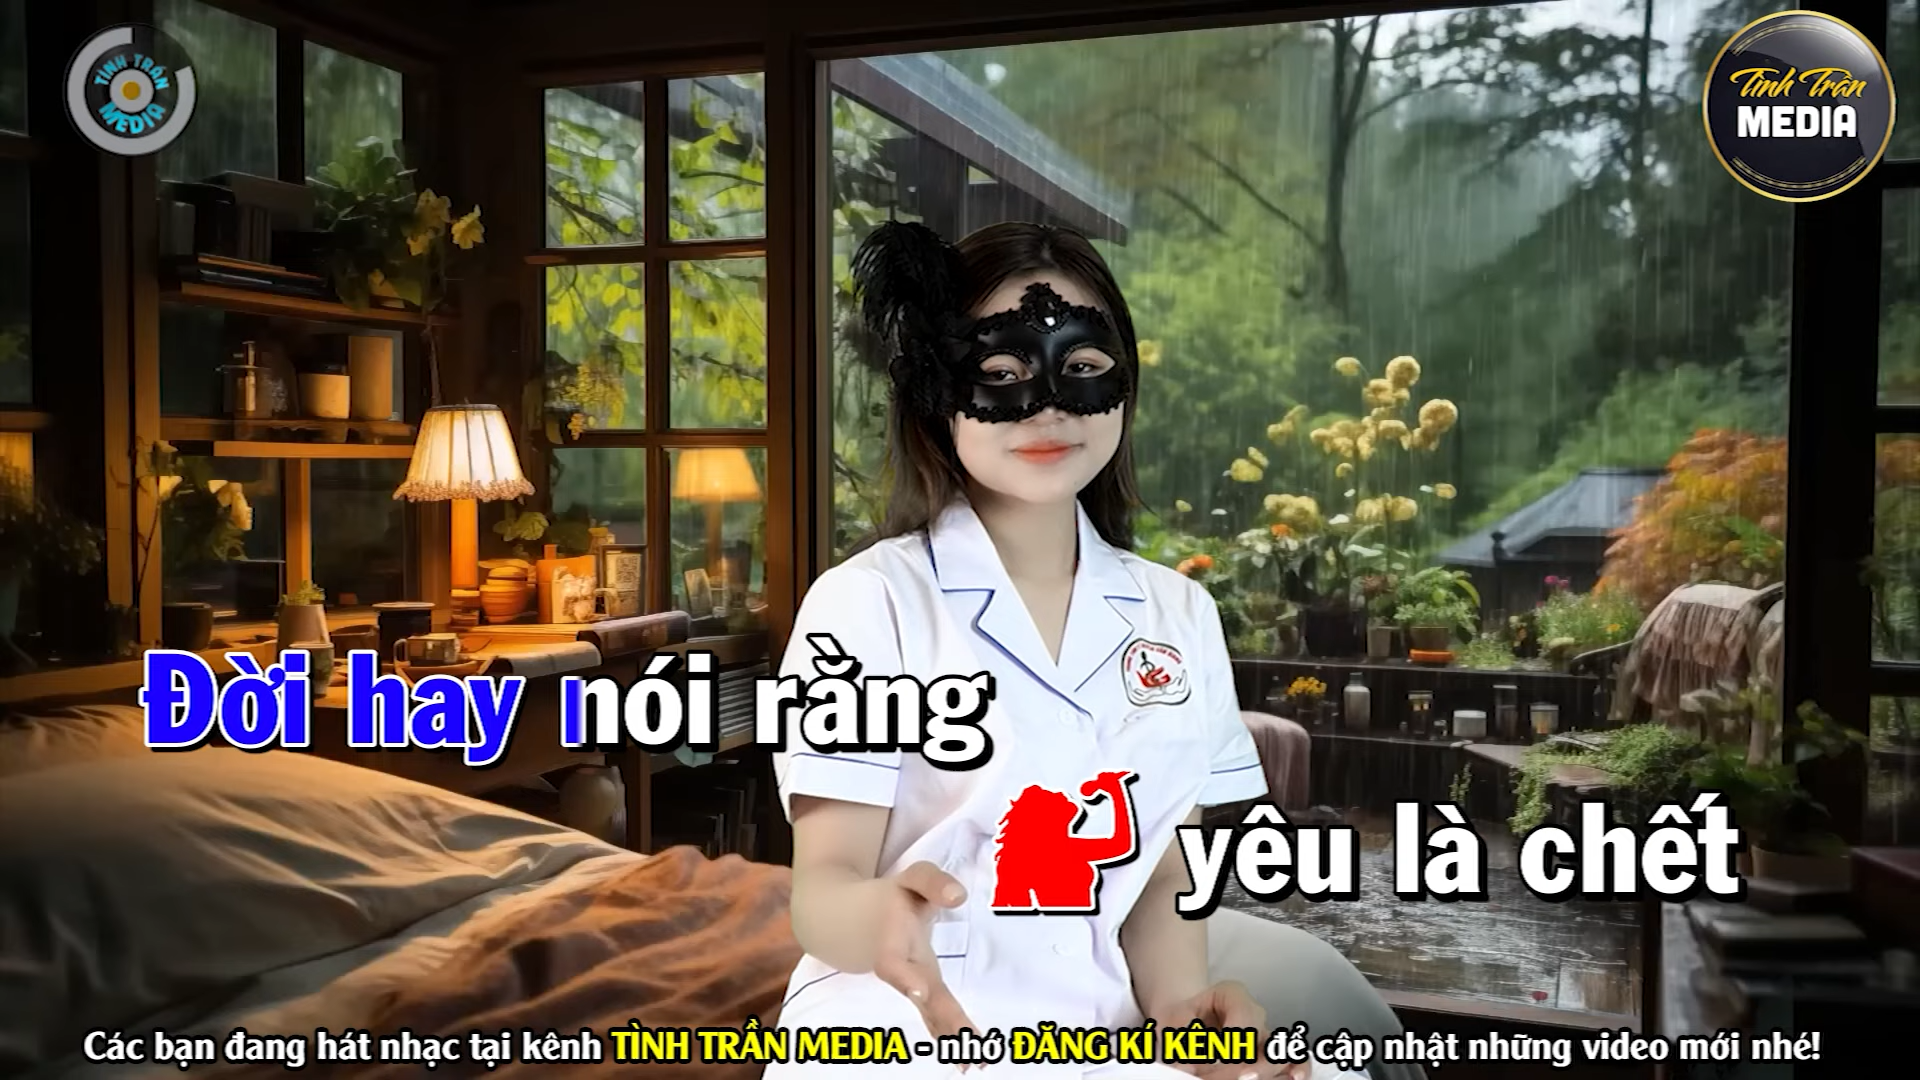 TÌNH TRẦN
MEDIA
Tình Trần
MEDIA
Đời hay nói rằng
yêu là chết
Các bạn đang hát nhạc tại kênh TÌNH TRẦN MEDIA - nhớ ĐĂNG KÍ KÊNH để cập nhật những video mới nhé!